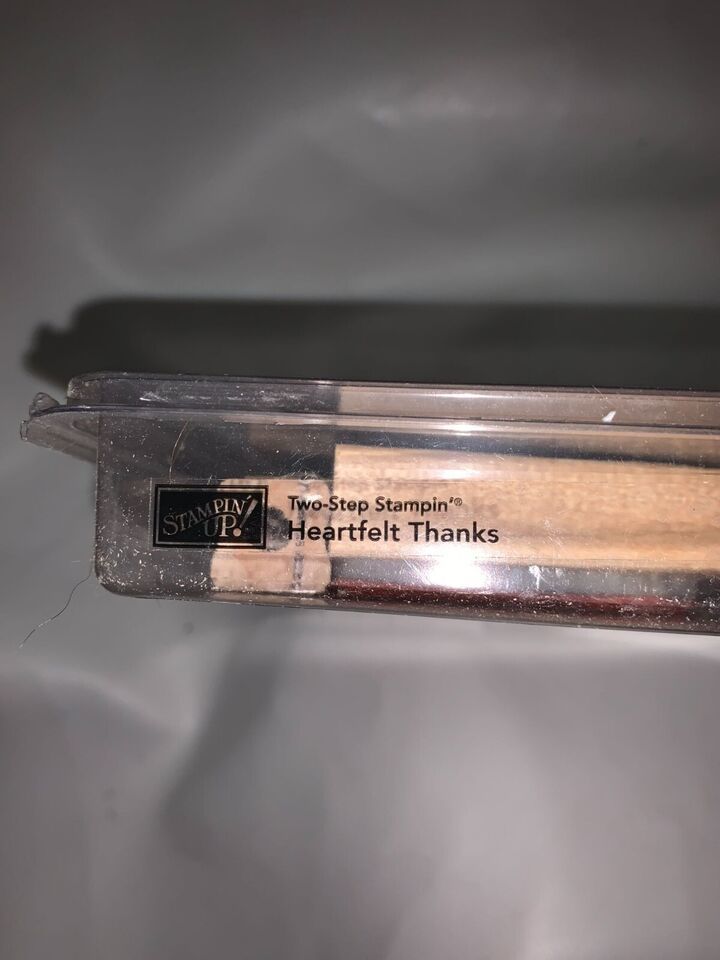 STAMPIN' UP!
Two-Step Stampin'®
Heartfelt Thanks